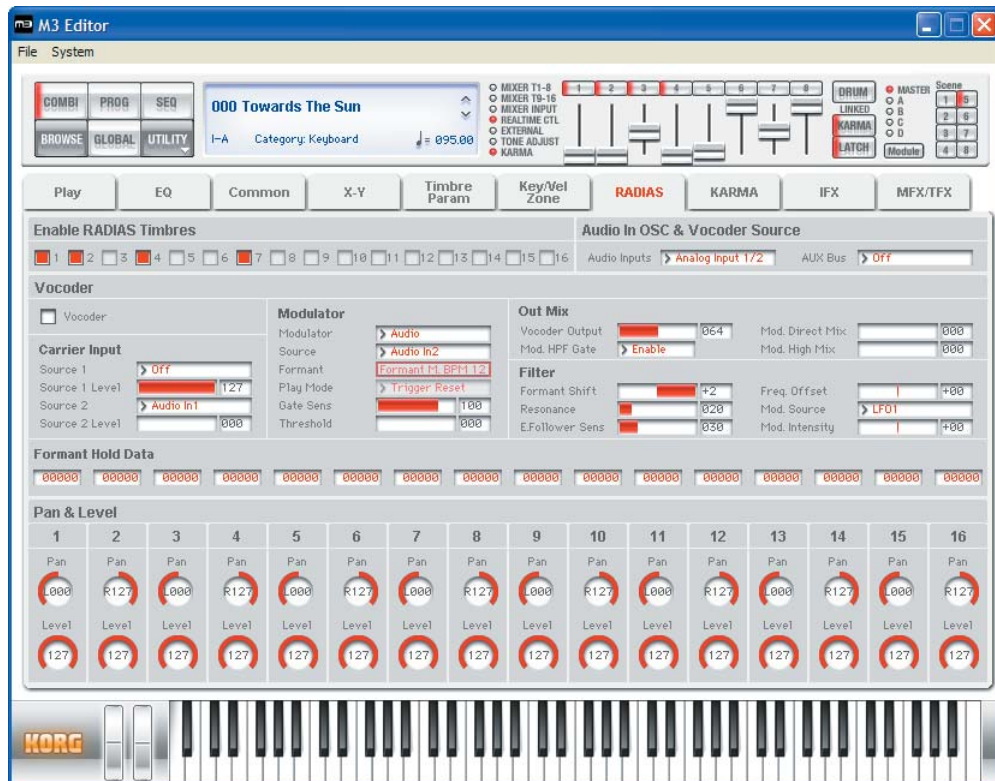 m3 M3 Editor
File System
COMBI PROG SEQ
BROWSE GLOBAL UTILITY
000 Towards The Sun
I-A Category: Keyboard ♩= 095.00
MIXER T1-8
MIXER T9-16
MIXER INPUT
REALTIME CTL
EXTERNAL
TONE ADJUST
KARMA
1 2 3 4 5 6 7 8
DRUM
LINKED
KARMA
LATCH
MASTER
A
B
C
D
Module
Scene
1 5
2 6
3 7
4 8
Play EQ Common X-Y Timbre Param Key/Vel Zone RADIAS KARMA IFX MFX/TFX
Enable RADIAS Timbres
1 2 3 4 5 6 7 8 9 10 11 12 13 14 15 16
Audio In OSC & Vocoder Source
Audio Inputs Analog Input 1/2 AUX Bus Off
Vocoder
Vocoder
Carrier Input
Source 1 Off
Source 1 Level 127
Source 2 Audio In1
Source 2 Level 000
Modulator
Modulator Audio
Source Audio In2
Formant Formant M. BPM 12
Play Mode Trigger Reset
Gate Sens 100
Threshold 000
Out Mix
Vocoder Output 064 Mod. Direct Mix 000
Mod. HPF Gate Enable Mod. High Mix 000
Filter
Formant Shift +2 Freq. Offset +00
Resonance 020 Mod. Source LFO1
E.Follower Sens 030 Mod. Intensity +00
Formant Hold Data
00000 00000 00000 00000 00000 00000 00000 00000 00000 00000 00000 00000 00000 00000 00000 00000
Pan & Level
1 2 3 4 5 6 7 8 9 10 11 12 13 14 15 16
Pan Pan Pan Pan Pan Pan Pan Pan Pan Pan Pan Pan Pan Pan Pan Pan
L000 R127 L000 R127 L000 R127 L000 R127 L000 R127 L000 R127 L000 R127 L000 R127
Level Level Level Level Level Level Level Level Level Level Level Level Level Level Level Level
127 127 127 127 127 127 127 127 127 127 127 127 127 127 127 127
KORG